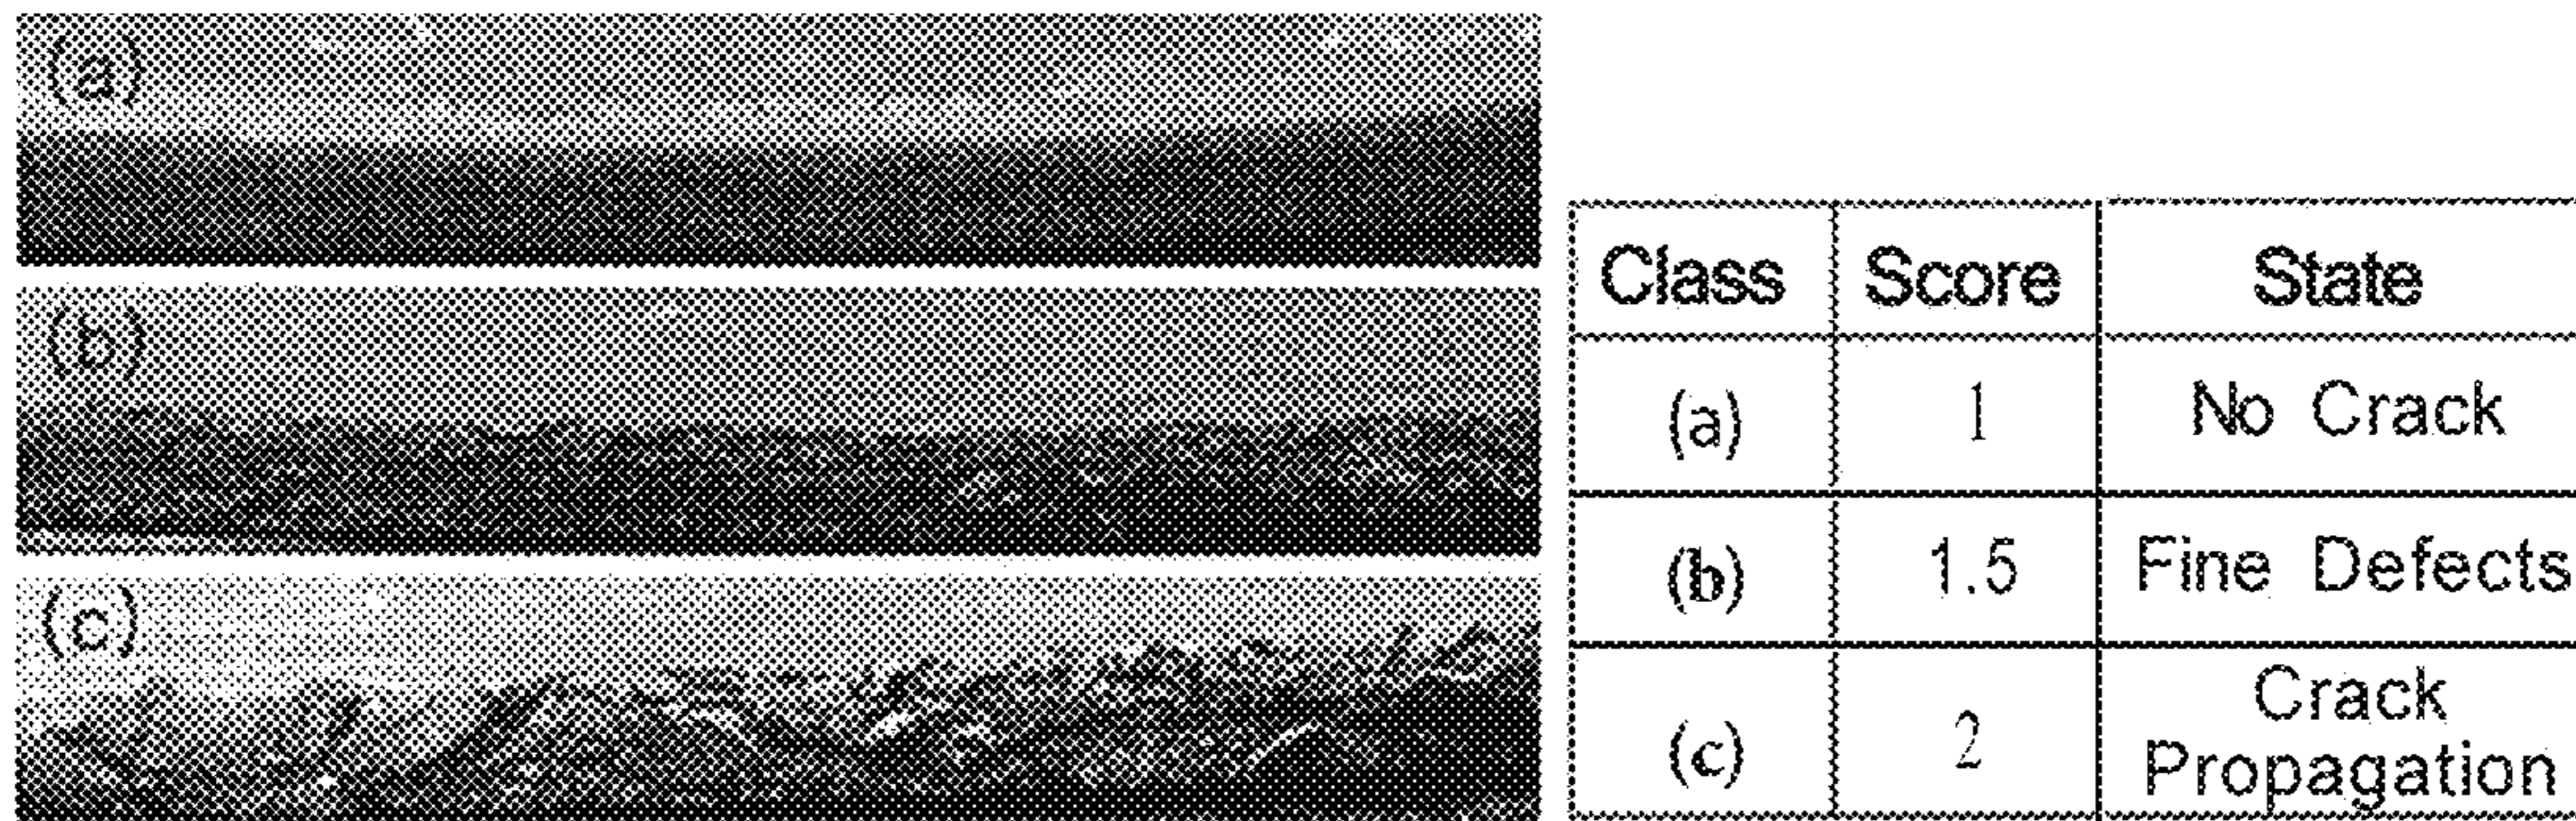 (a)
(b)
(c)
Class Score State
(a) 1 No Crack
(b) 1.5 Fine Defects
(c) 2 Crack
Propagation